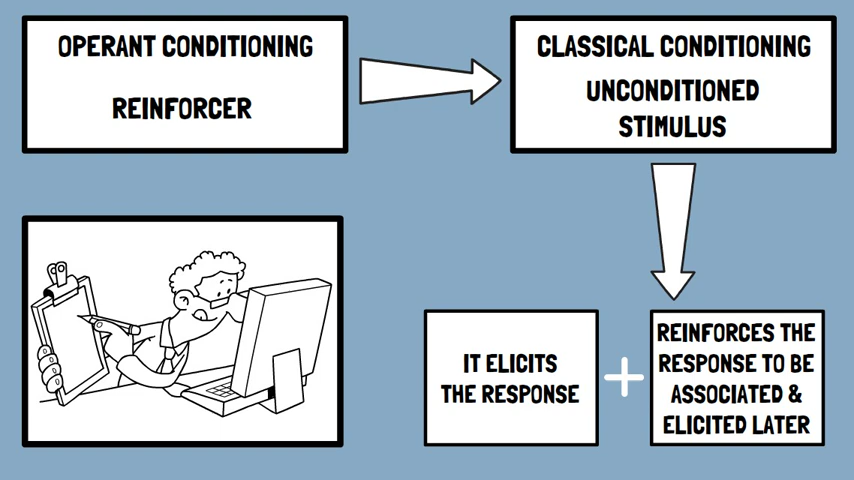 OPERANT CONDITIONING
REINFORCER
CLASSICAL CONDITIONING
UNCONDITIONED
STIMULUS
IT ELICITS
THE RESPONSE
+
REINFORCES THE
RESPONSE TO BE
ASSOCIATED &
ELICITED LATER